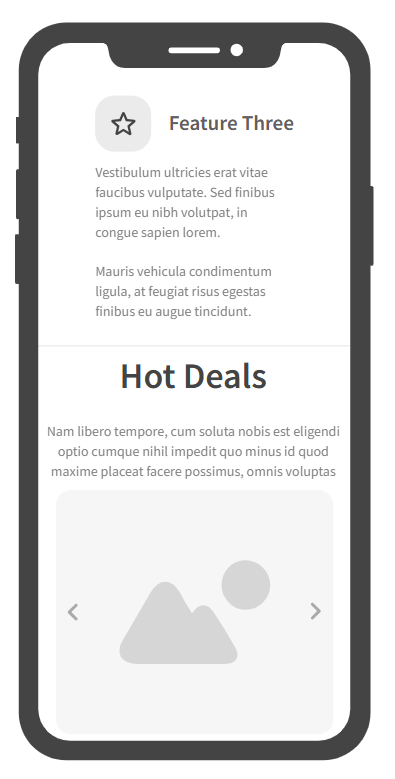 Feature Three
Vestibulum ultricies erat vitae
faucibus vulputate. Sed finibus
ipsum eu nibh volutpat, in
congue sapien lorem.
Mauris vehicula condimentum
ligula, at feugiat risus egestas
finibus eu augue tincidunt.
Hot Deals
Nam libero tempore, cum soluta nobis est eligendi
optio cumque nihil impedit quo minus id quod
maxime placeat facere possimus, omnis voluptas